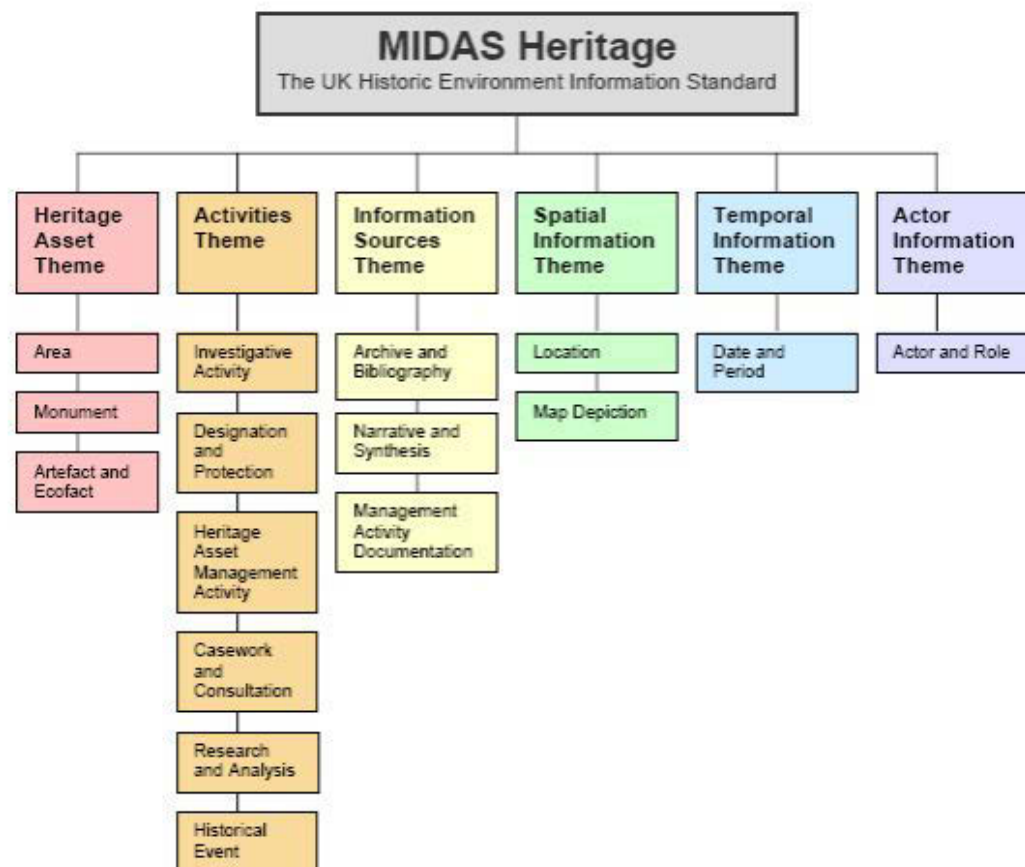 MIDAS Heritage
The UK Historic Environment Information Standard
Heritage
Asset
Theme
Area
Monument
Artefact and
Ecofact
Activities
Theme
Investigative
Activity
Designation
and
Protection
Heritage
Asset
Management
Activity
Casework
and
Consultation
Research
and Analysis
Historical
Event
Information
Sources
Theme
Archive and
Bibliography
Narrative and
Synthesis
Management
Activity
Documentation
Spatial
Information
Theme
Location
Map Depiction
Temporal
Information
Theme
Date and
Period
Actor
Information
Theme
Actor and Role